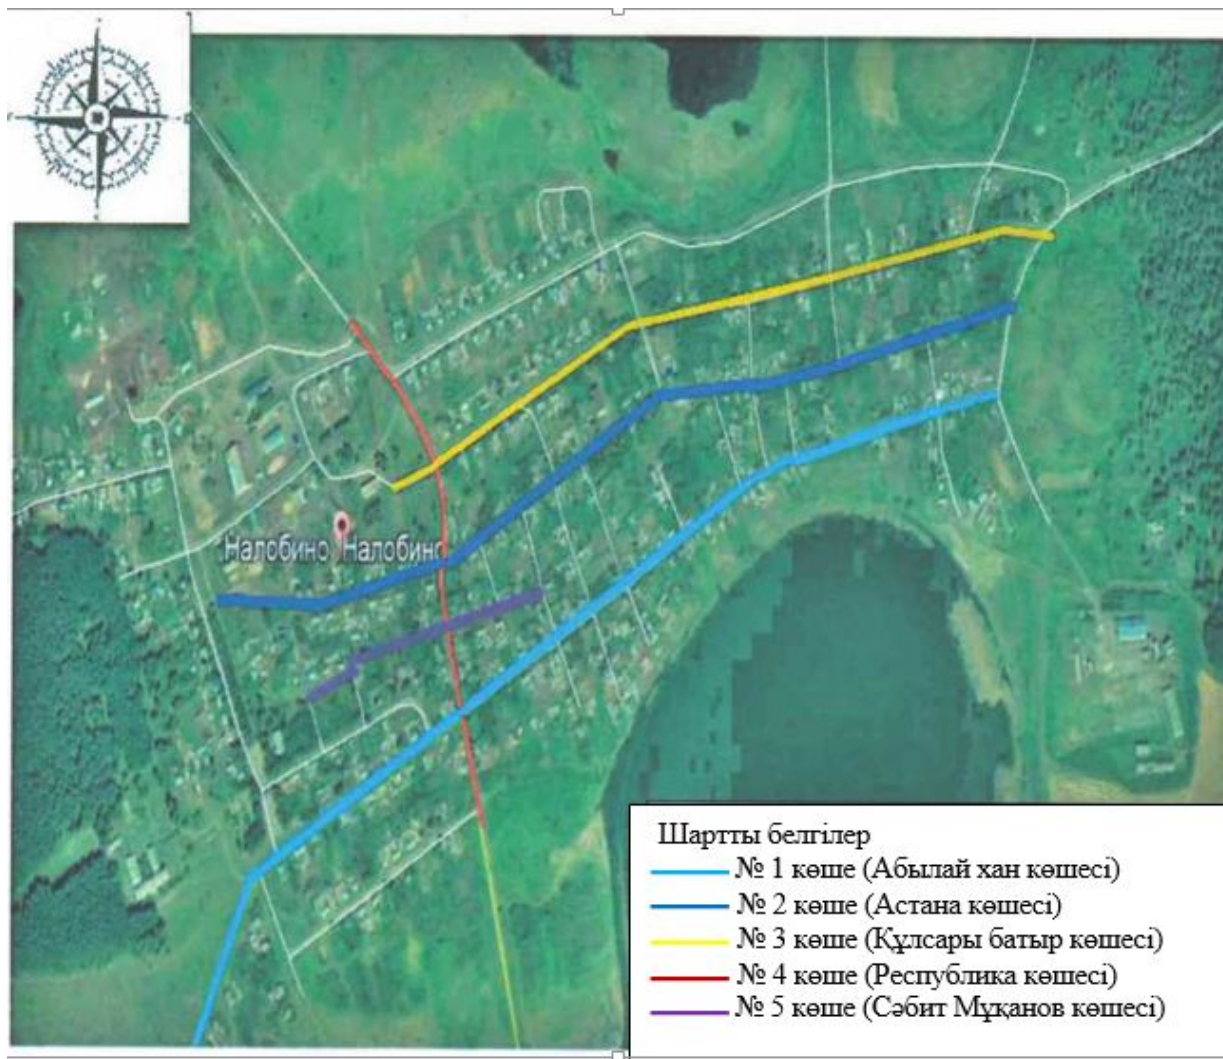 Налобино Налобино
Шартты белгілер
№ 1 көше (Абылай хан көшесі)
№ 2 көше (Астана көшесі)
№ 3 көше (Құлсары батыр көшесі)
№ 4 көше (Республика көшесі)
№ 5 көше (Сәбит Мұқанов көшесі)